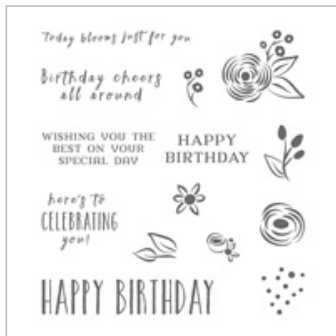 Today blooms just for you
Birthday cheers
all around
WISHING YOU THE
BEST ON YOUR
SPECIAL DAY
HAPPY
BIRTHDAY
here's to
CELEBRATING
you!
HAPPY BIRTHDAY